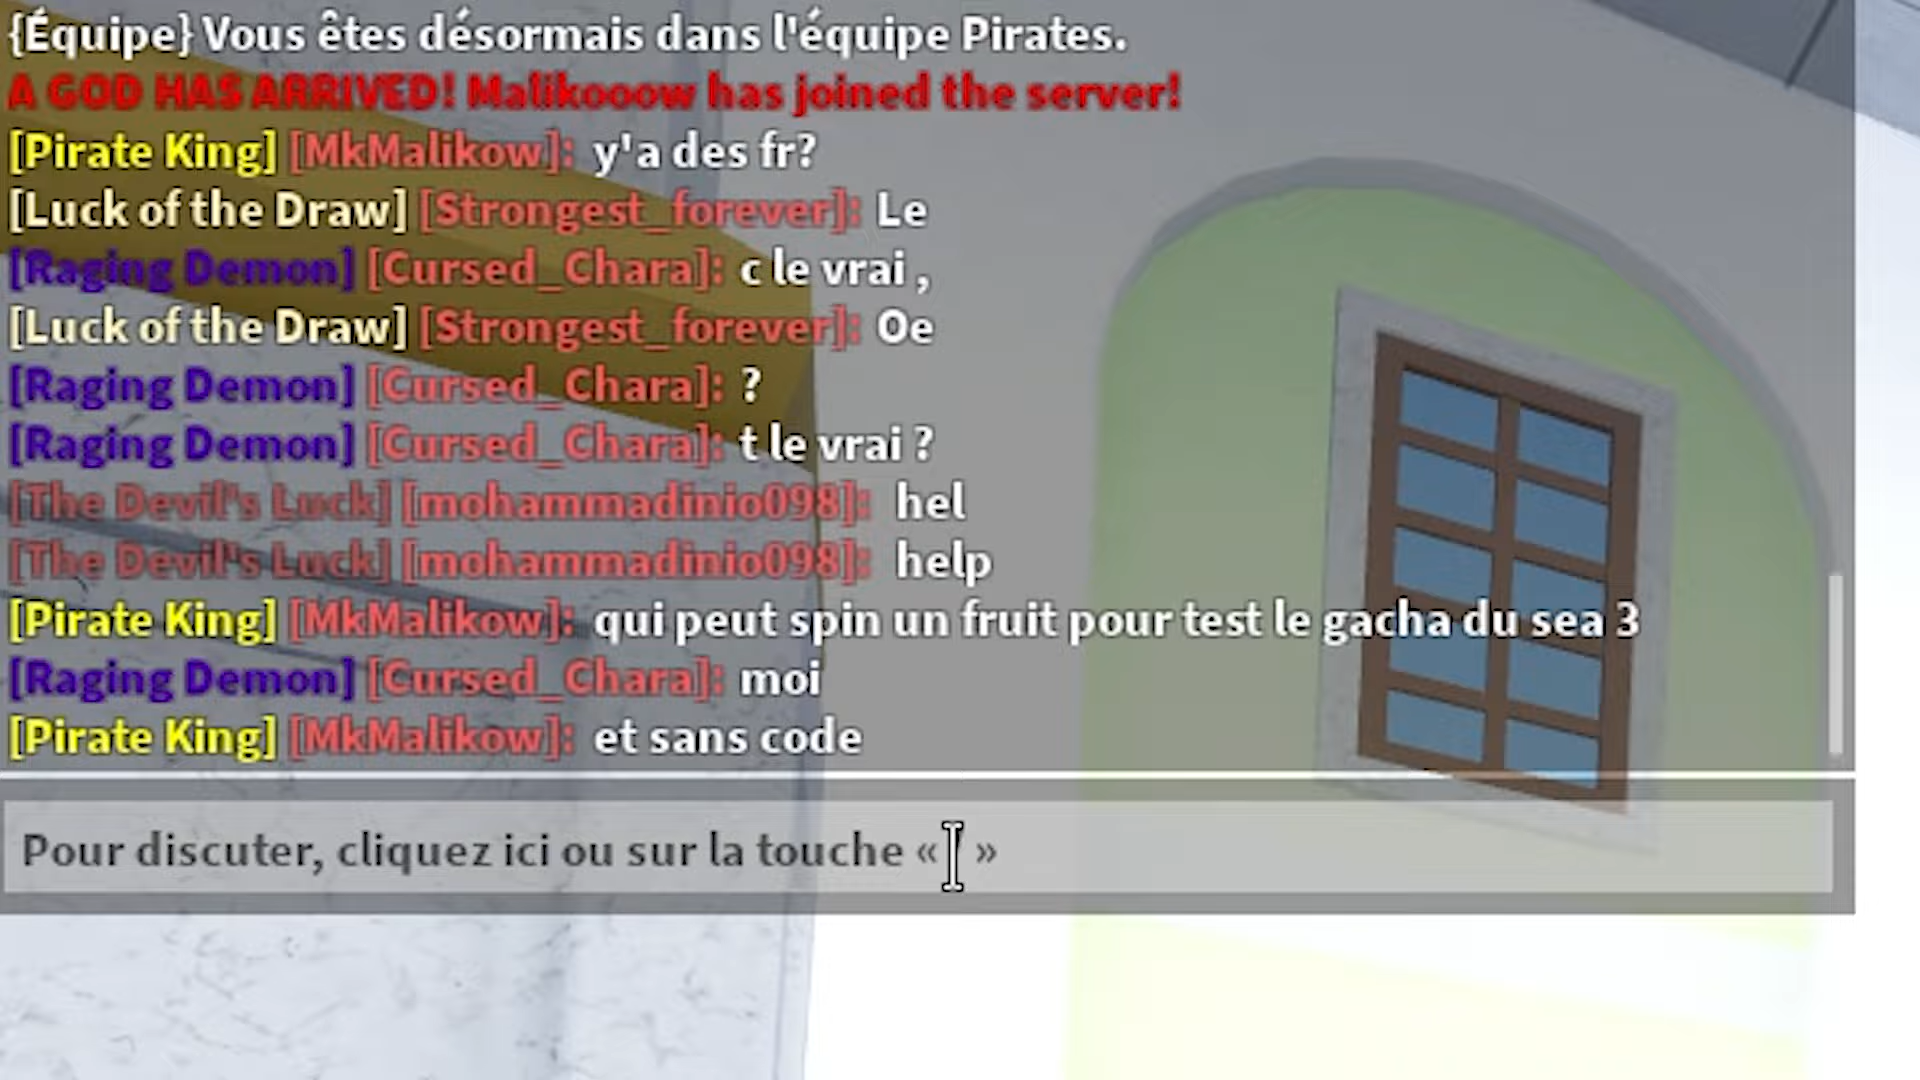 {Équipe} Vous êtes désormais dans l'équipe Pirates.
A GOD HAS ARRIVED! Malikooow has joined the server!
[Pirate King] [MkMalikow]: y'a des fr?
[Luck of the Draw] [Strongest_forever]: Le
[Raging Demon] [Cursed_Chara]: c le vrai ,
[Luck of the Draw] [Strongest_forever]: Oe
[Raging Demon] [Cursed_Chara]: ?
[Raging Demon] [Cursed_Chara]: t le vrai ?
[The Devil's Luck] [mohammadinio098]: hel
[The Devil's Luck] [mohammadinio098]: help
[Pirate King] [MkMalikow]: qui peut spin un fruit pour test le gacha du sea 3
[Raging Demon] [Cursed_Chara]: moi
[Pirate King] [MkMalikow]: et sans code
Pour discuter, cliquez ici ou sur la touche « / »